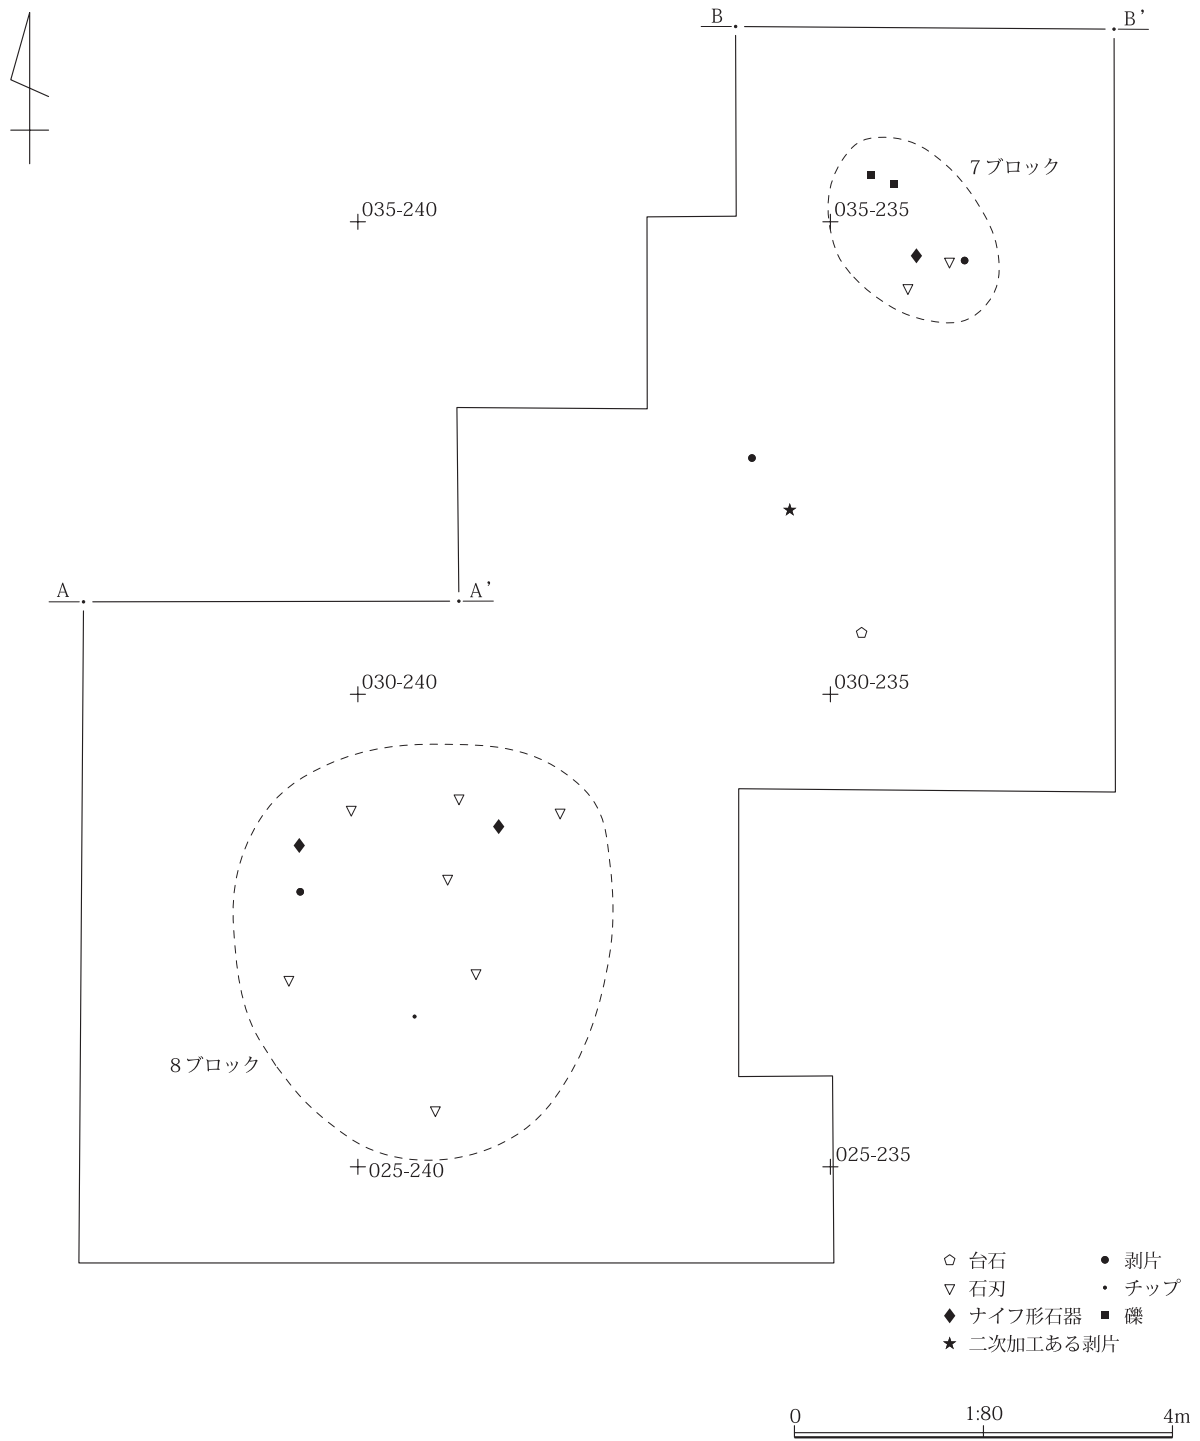 B
B'
7ブロック
035-240
035-235
A
A'
030-240
030-235
8ブロック
025-240
025-235
台石
剥片
石刃
チップ
ナイフ形石器
礫
二次加工ある剥片
0
1:80
4m